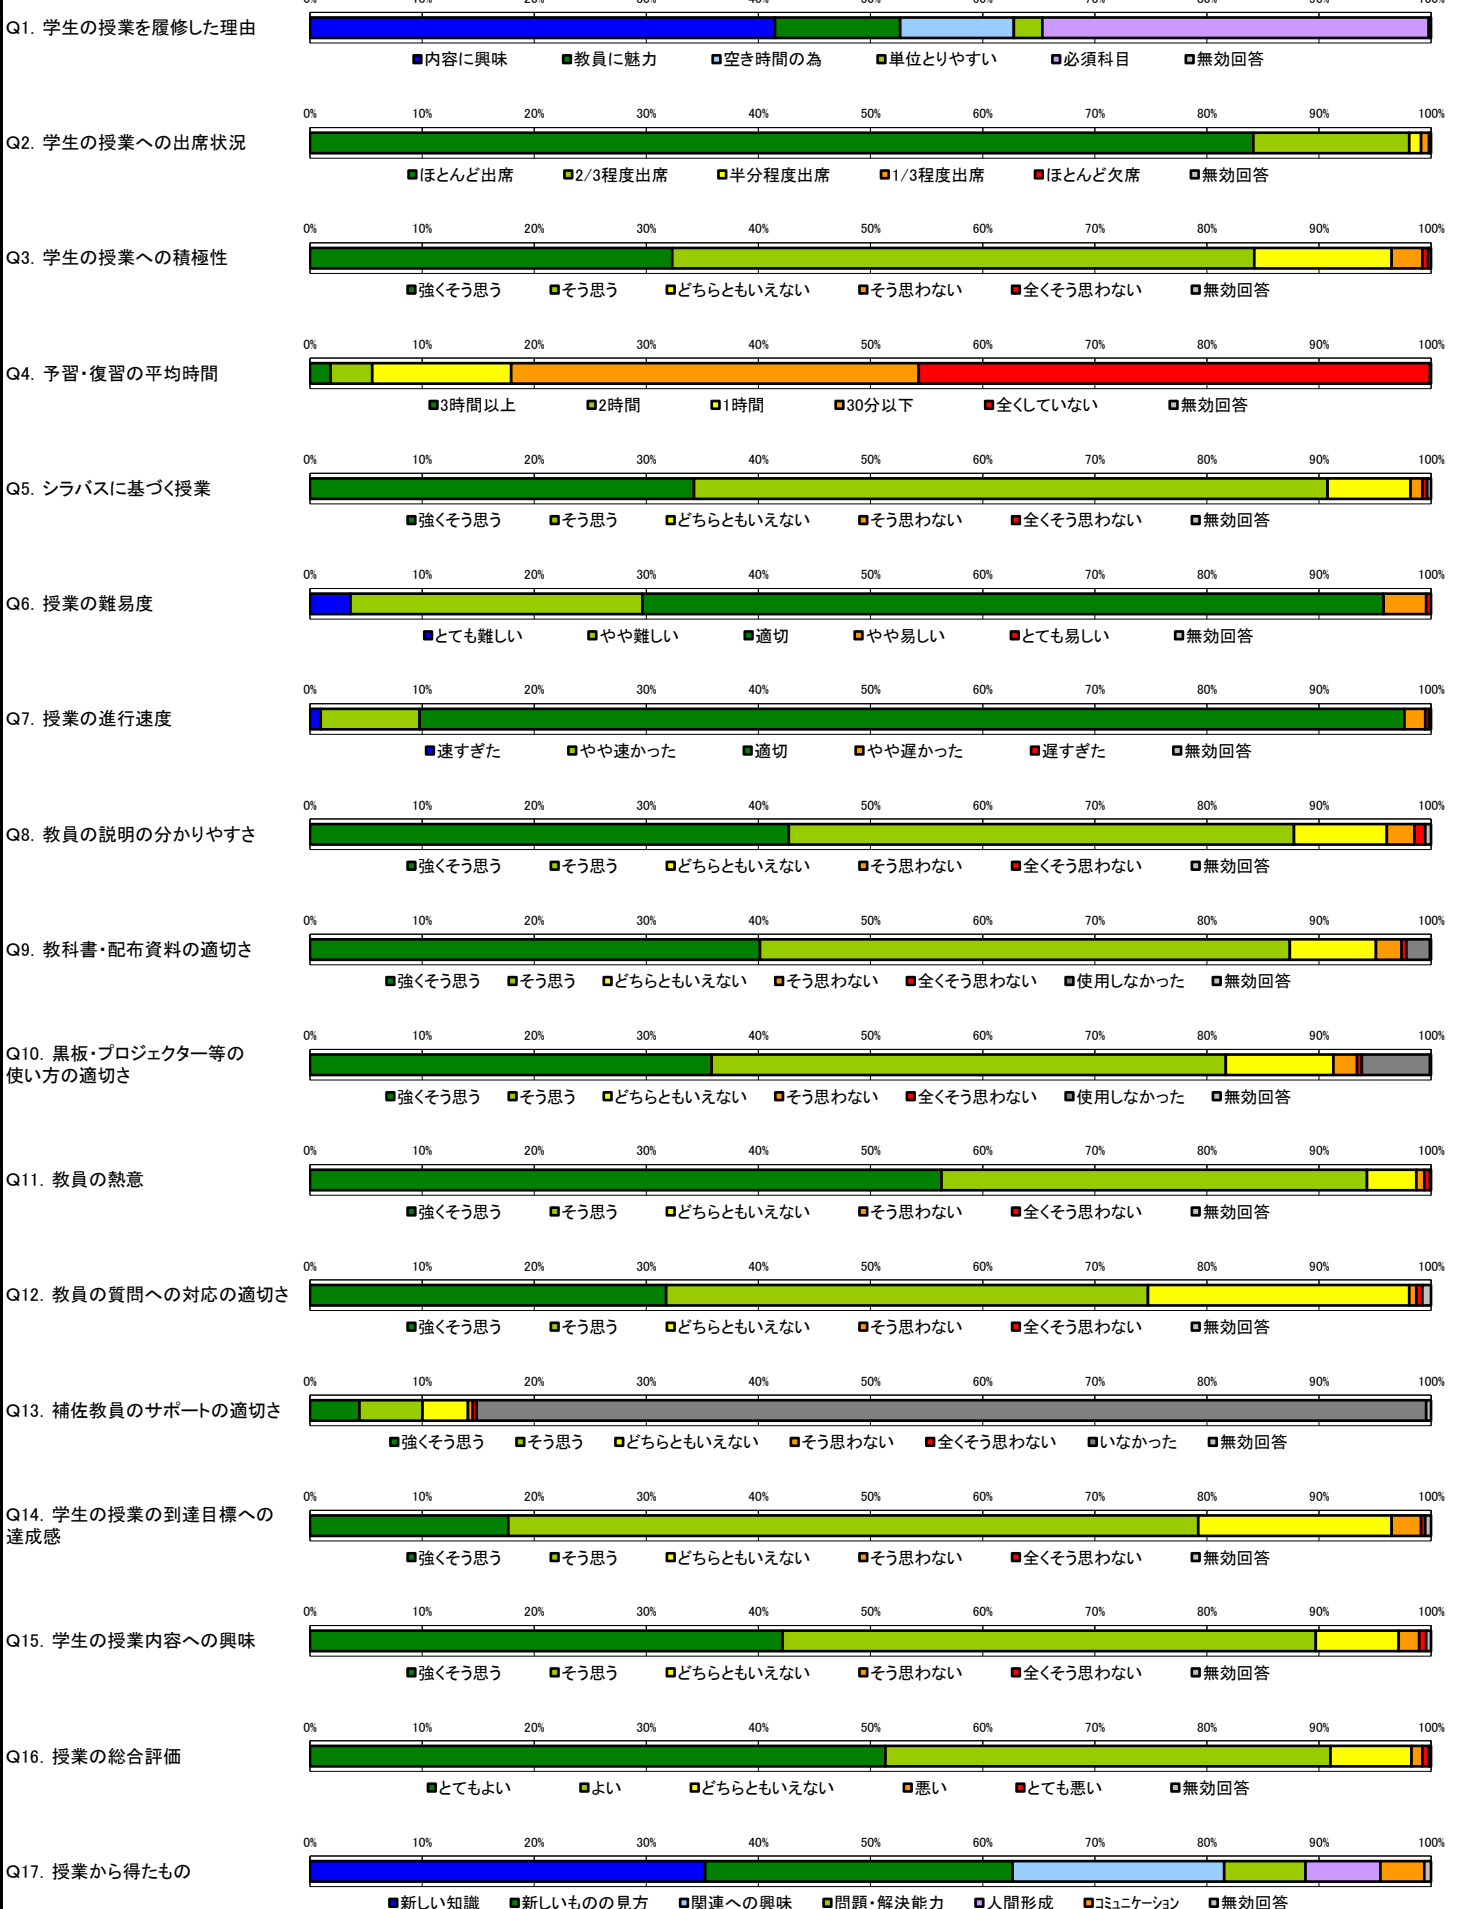 0% 10% 20% 30% 40% 50% 60% 70% 80% 90% 100%
Q1. 学生の授業を履修した理由
内容に興味 教員に魅力 空き時間の為 単位とりやすい 必須科目 無効回答
0% 10% 20% 30% 40% 50% 60% 70% 80% 90% 100%
Q2. 学生の授業への出席状況
ほとんど出席 2/3程度出席 半分程度出席 1/3程度出席 ほとんど欠席 無効回答
0% 10% 20% 30% 40% 50% 60% 70% 80% 90% 100%
Q3. 学生の授業への積極性
強くそう思う そう思う どちらともいえない そう思わない 全くそう思わない 無効回答
0% 10% 20% 30% 40% 50% 60% 70% 80% 90% 100%
Q4. 予習・復習の平均時間
3時間以上 2時間 1時間 30分以下 全くしていない 無効回答
0% 10% 20% 30% 40% 50% 60% 70% 80% 90% 100%
Q5. シラバスに基づく授業
強くそう思う そう思う どちらともいえない そう思わない 全くそう思わない 無効回答
0% 10% 20% 30% 40% 50% 60% 70% 80% 90% 100%
Q6. 授業の難易度
とても難しい やや難しい 適切 やや易しい とても易しい 無効回答
0% 10% 20% 30% 40% 50% 60% 70% 80% 90% 100%
Q7. 授業の進行速度
速すぎた やや速かった 適切 やや遅かった 遅すぎた 無効回答
0% 10% 20% 30% 40% 50% 60% 70% 80% 90% 100%
Q8. 教員の説明の分かりやすさ
強くそう思う そう思う どちらともいえない そう思わない 全くそう思わない 無効回答
0% 10% 20% 30% 40% 50% 60% 70% 80% 90% 100%
Q9. 教科書・配布資料の適切さ
強くそう思う そう思う どちらともいえない そう思わない 全くそう思わない 使用しなかった 無効回答
0% 10% 20% 30% 40% 50% 60% 70% 80% 90% 100%
Q10. 黒板・プロジェクター等の
使い方の適切さ
強くそう思う そう思う どちらともいえない そう思わない 全くそう思わない 使用しなかった 無効回答
0% 10% 20% 30% 40% 50% 60% 70% 80% 90% 100%
Q11. 教員の熱意
強くそう思う そう思う どちらともいえない そう思わない 全くそう思わない 無効回答
0% 10% 20% 30% 40% 50% 60% 70% 80% 90% 100%
Q12. 教員の質問への対応の適切さ
強くそう思う そう思う どちらともいえない そう思わない 全くそう思わない 無効回答
0% 10% 20% 30% 40% 50% 60% 70% 80% 90% 100%
Q13. 補佐教員のサポートの適切さ
強くそう思う そう思う どちらともいえない そう思わない 全くそう思わない いなかった 無効回答
0% 10% 20% 30% 40% 50% 60% 70% 80% 90% 100%
Q14. 学生の授業の到達目標への
達成感
強くそう思う そう思う どちらともいえない そう思わない 全くそう思わない 無効回答
0% 10% 20% 30% 40% 50% 60% 70% 80% 90% 100%
Q15. 学生の授業内容への興味
強くそう思う そう思う どちらともいえない そう思わない 全くそう思わない 無効回答
0% 10% 20% 30% 40% 50% 60% 70% 80% 90% 100%
Q16. 授業の総合評価
とてもよい よい どちらともいえない 悪い とても悪い 無効回答
0% 10% 20% 30% 40% 50% 60% 70% 80% 90% 100%
Q17. 授業から得たもの
新しい知識 新しいものの見方 関連への興味 問題・解決能力 人間形成 コミュニケーション 無効回答